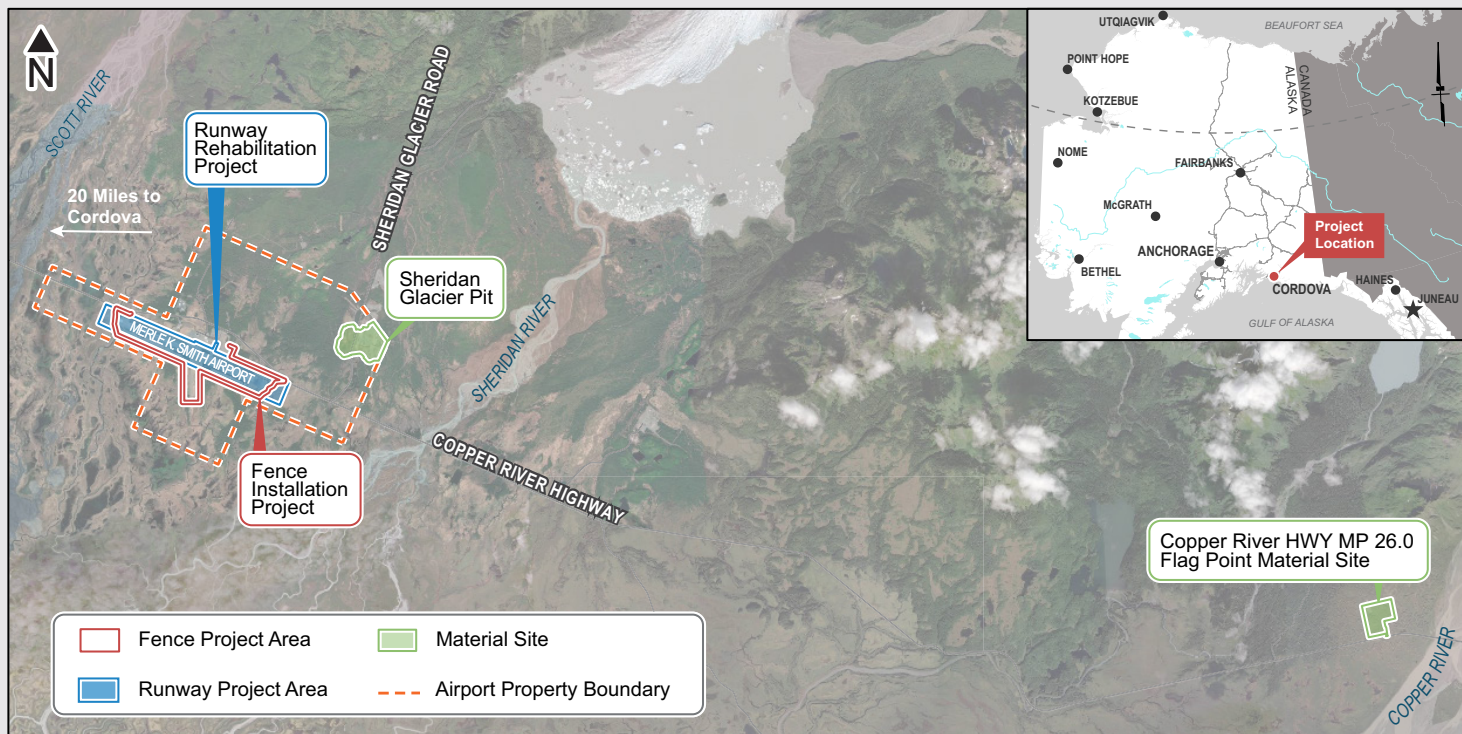 N
SCOTT RIVER
Runway
Rehabilitation
Project
20 Miles to
Cordova
SHERIDAN GLACIER ROAD
Sheridan
Glacier Pit
MERLE K. SMITH AIRPORT
SHERIDAN RIVER
Fence
Installation
Project
COPPER RIVER HIGHWAY
Copper River HWY MP 26.0
Flag Point Material Site
COPPER RIVER
Fence Project Area
Material Site
Runway Project Area
Airport Property Boundary
UTQIAGVIK
BEAUFORT SEA
POINT HOPE
CANADA
ALASKA
KOTZEBUE
NOME
FAIRBANKS
McGRATH
Project
Location
ANCHORAGE
BETHEL
CORDOVA
HAINES
JUNEAU
GULF OF ALASKA